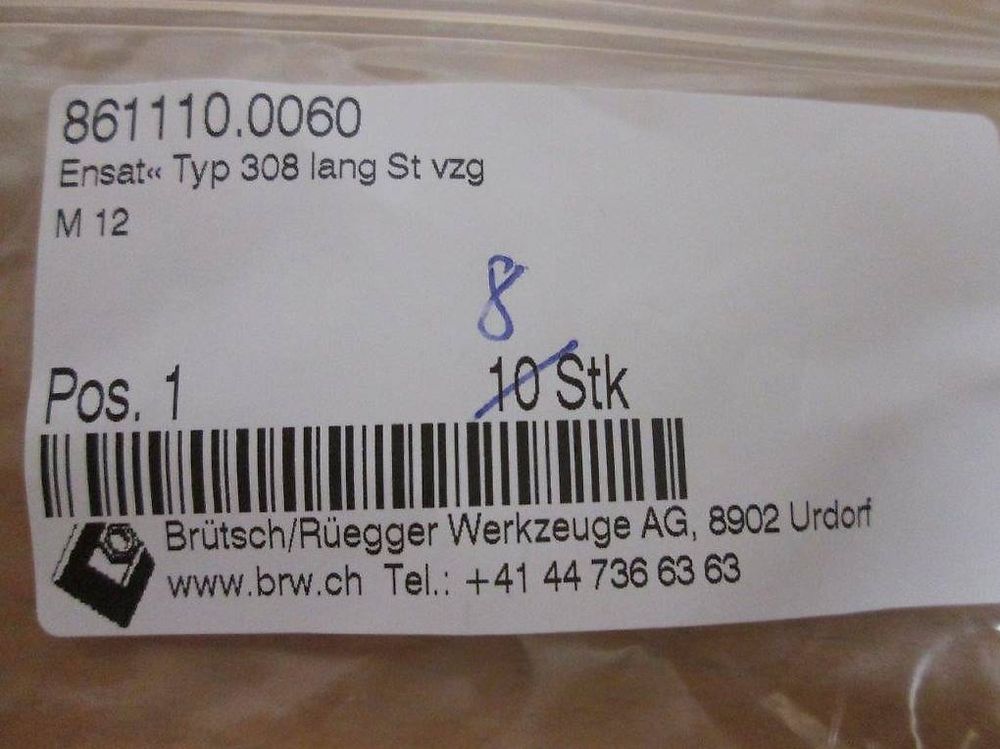 861110.0060
Ensat« Typ 308 lang St vzg
M 12
8
Pos. 1 10 Stk
Brütsch/Rüegger Werkzeuge AG, 8902 Urdorf
www.brw.ch Tel.: +41 44 736 63 63